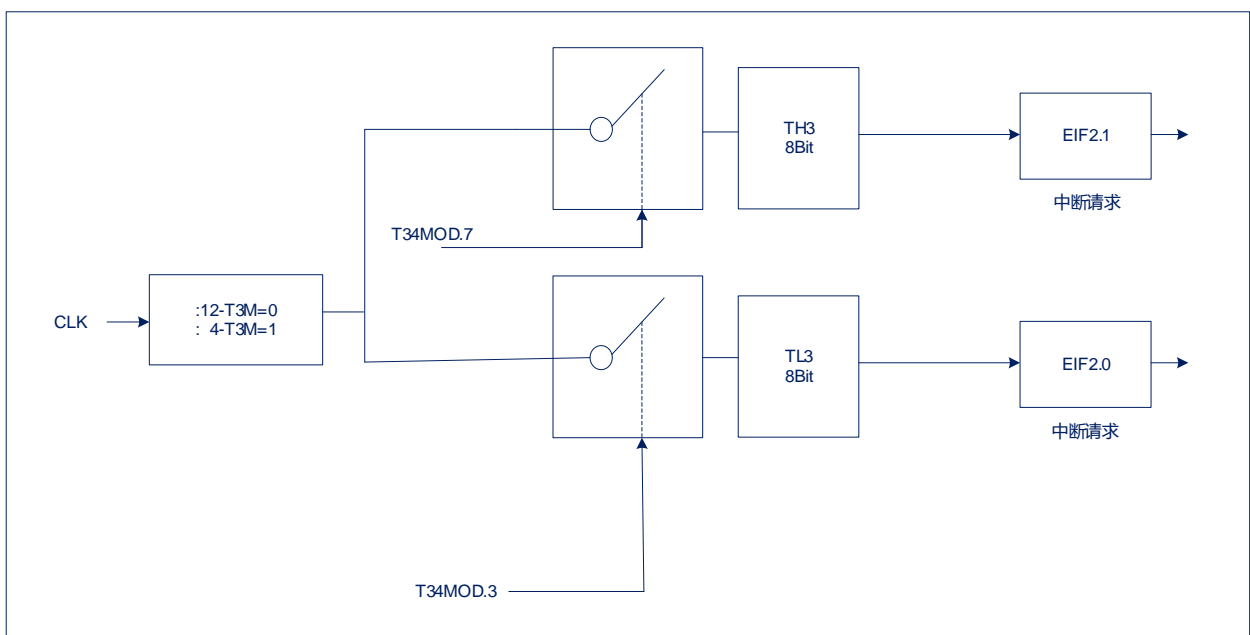 TH3
8Bit
EIF2.1
中断请求
T34MOD.7
CLK
:12-T3M=0
: 4-T3M=1
TL3
8Bit
EIF2.0
中断请求
T34MOD.3